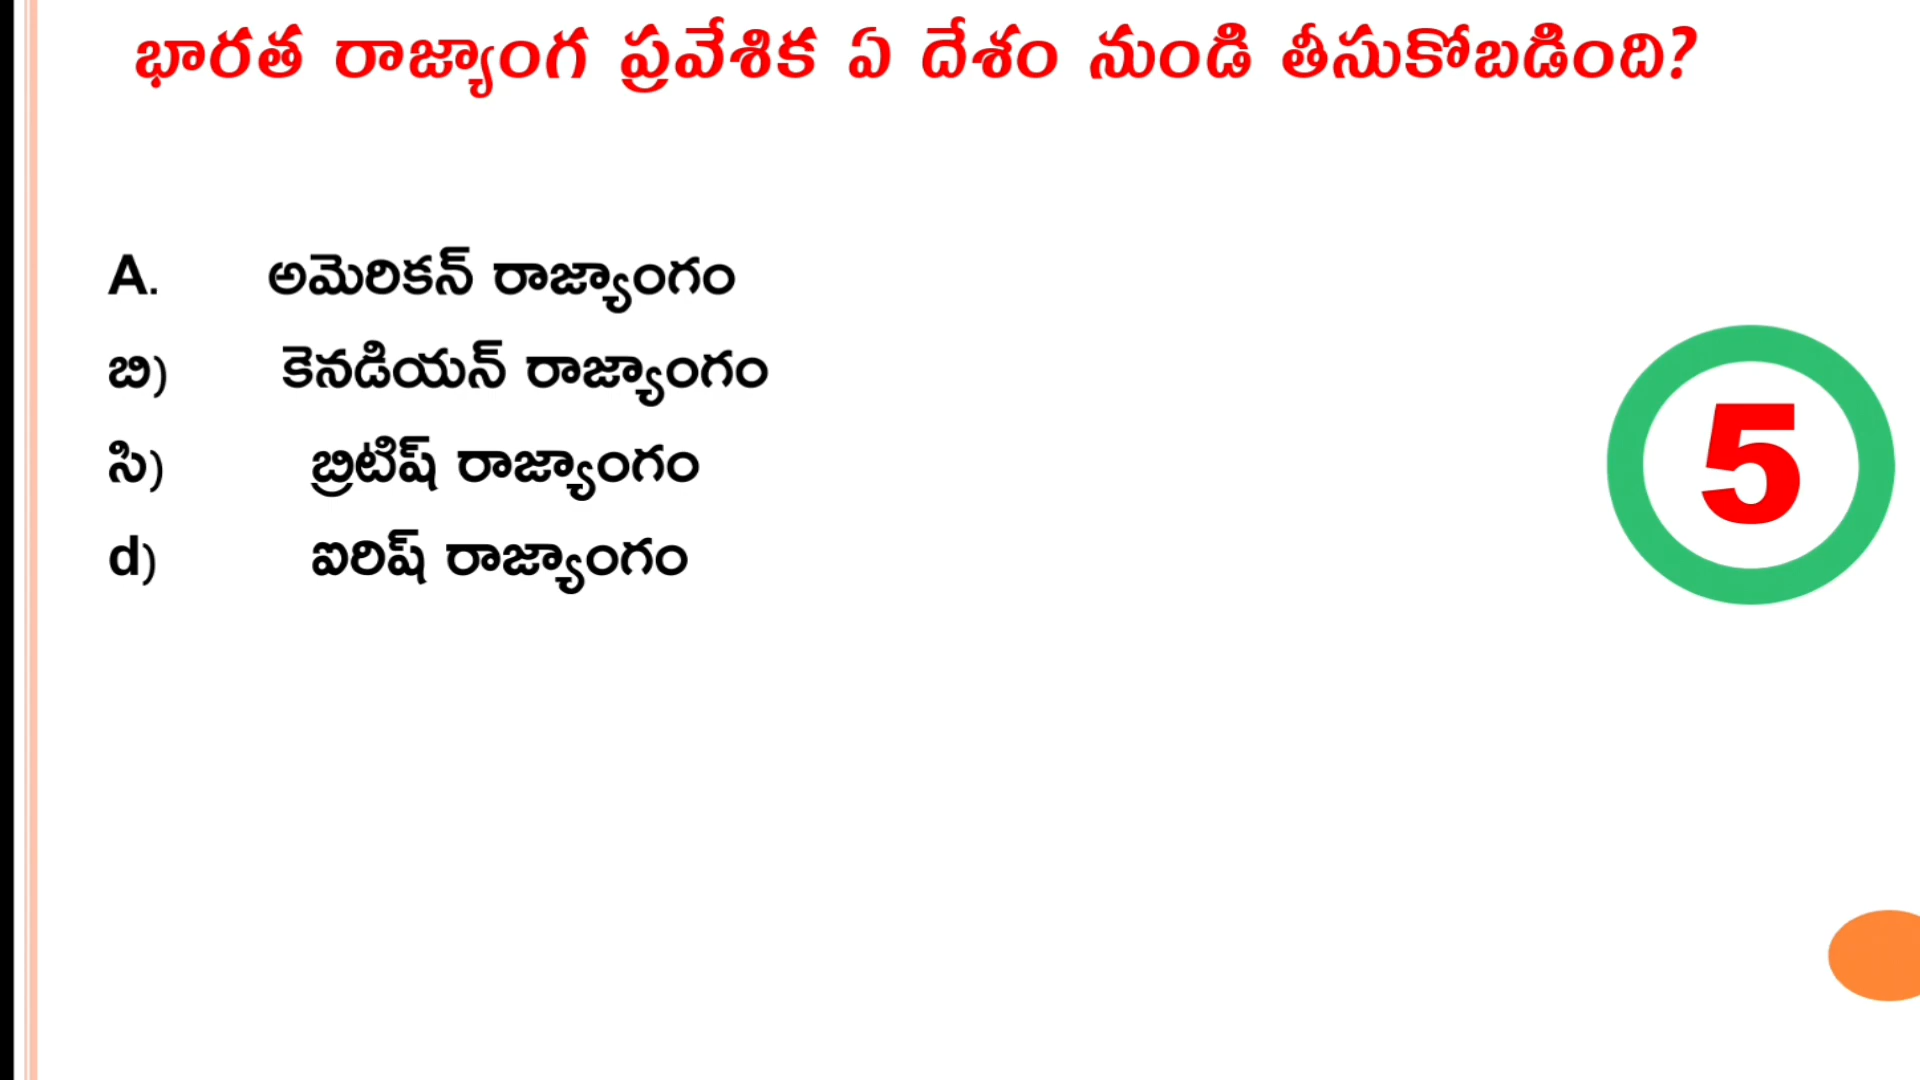 భారత రాజ్యాంగ ప్రవేశిక ఏ దేశం నుండి తీసుకోబడింది?
A. అమెరికన్ రాజ్యాంగం
బి) కెనడియన్ రాజ్యాంగం
సి) బ్రిటిష్ రాజ్యాంగం
d) ఐరిష్ రాజ్యాంగం
5